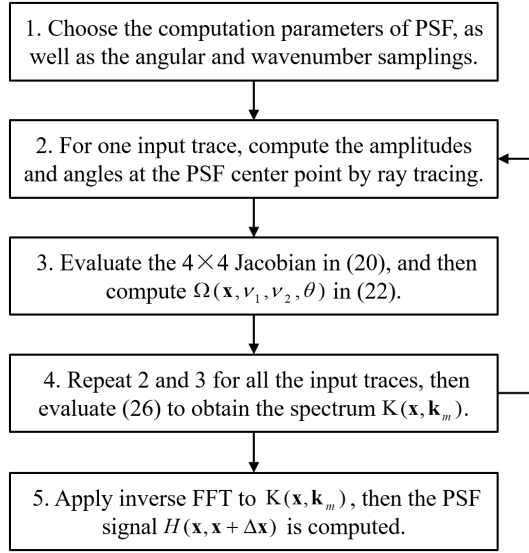 1. Choose the computation parameters of PSF, as
well as the angular and wavenumber samplings.
2. For one input trace, compute the amplitudes
and angles at the PSF center point by ray tracing.
3. Evaluate the 4×4 Jacobian in (20), and then
compute Ω(x,ν₁,ν₂,θ) in (22).
4. Repeat 2 and 3 for all the input traces, then
evaluate (26) to obtain the spectrum K(x,kₘ).
5. Apply inverse FFT to K(x,kₘ), then the PSF
signal H(x,x+Δx) is computed.